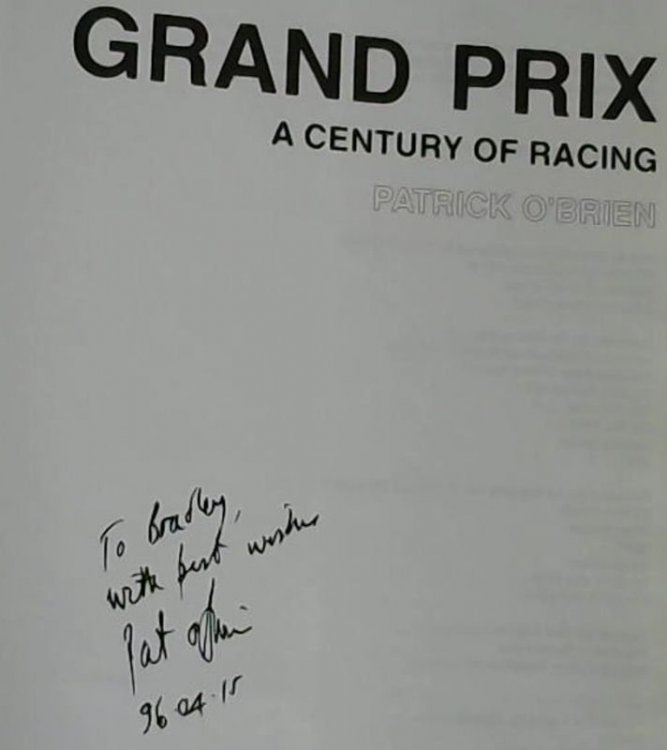 GRAND PRIX
A CENTURY OF RACING
PATRICK O'BRIEN
To Bradley,
with best wishes
Pat O'Brien
96.04.15